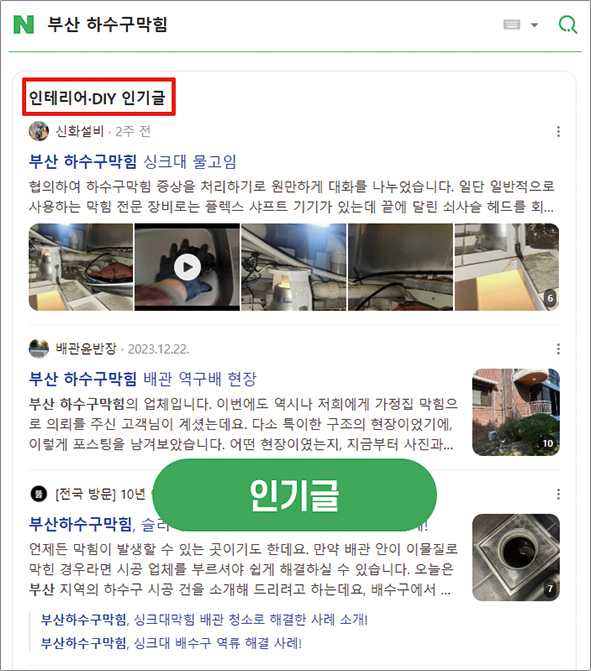 N 부산 하수구막힘
인테리어·DIY 인기글
신화설비 · 2주 전
부산 하수구막힘 싱크대 물고임
협의하여 하수구막힘 증상을 처리하기로 원만하게 대화를 나누었습니다. 일단 일반적으로
사용하는 막힘 전문 장비로는 플렉스 샤프트 기기가 있는데 끝에 달린 쇠사슬 헤드를 회...
6
배관윤반장 · 2023.12.22.
부산 하수구막힘 배관 역구배 현장
부산 하수구막힘의 업체입니다. 이번에도 역시나 저희에게 가정집 막힘으
로 의뢰를 주신 고객님이 계셨는데요. 다소 특이한 구조의 현장이었기에,
이렇게 포스팅을 남겨보았습니다. 어떤 현장이였는지, 지금부터 사진과...
10
[전국 방문] 10년
인기글
부산하수구막힘,
언제든 막힘이 발생할 수 있는 곳이기도 한데요. 만약 배관 안이 이물질로
막힌 경우라면 시공 업체를 부르셔야 쉽게 해결하실 수 있습니다. 오늘은
부산 지역의 하수구 시공 건을 소개해 드리려고 하는데요, 배수구에서 ...
7
부산하수구막힘, 싱크대막힘 배관 청소로 해결한 사례 소개!
부산하수구막힘, 싱크대 배수구 역류 해결 사례!